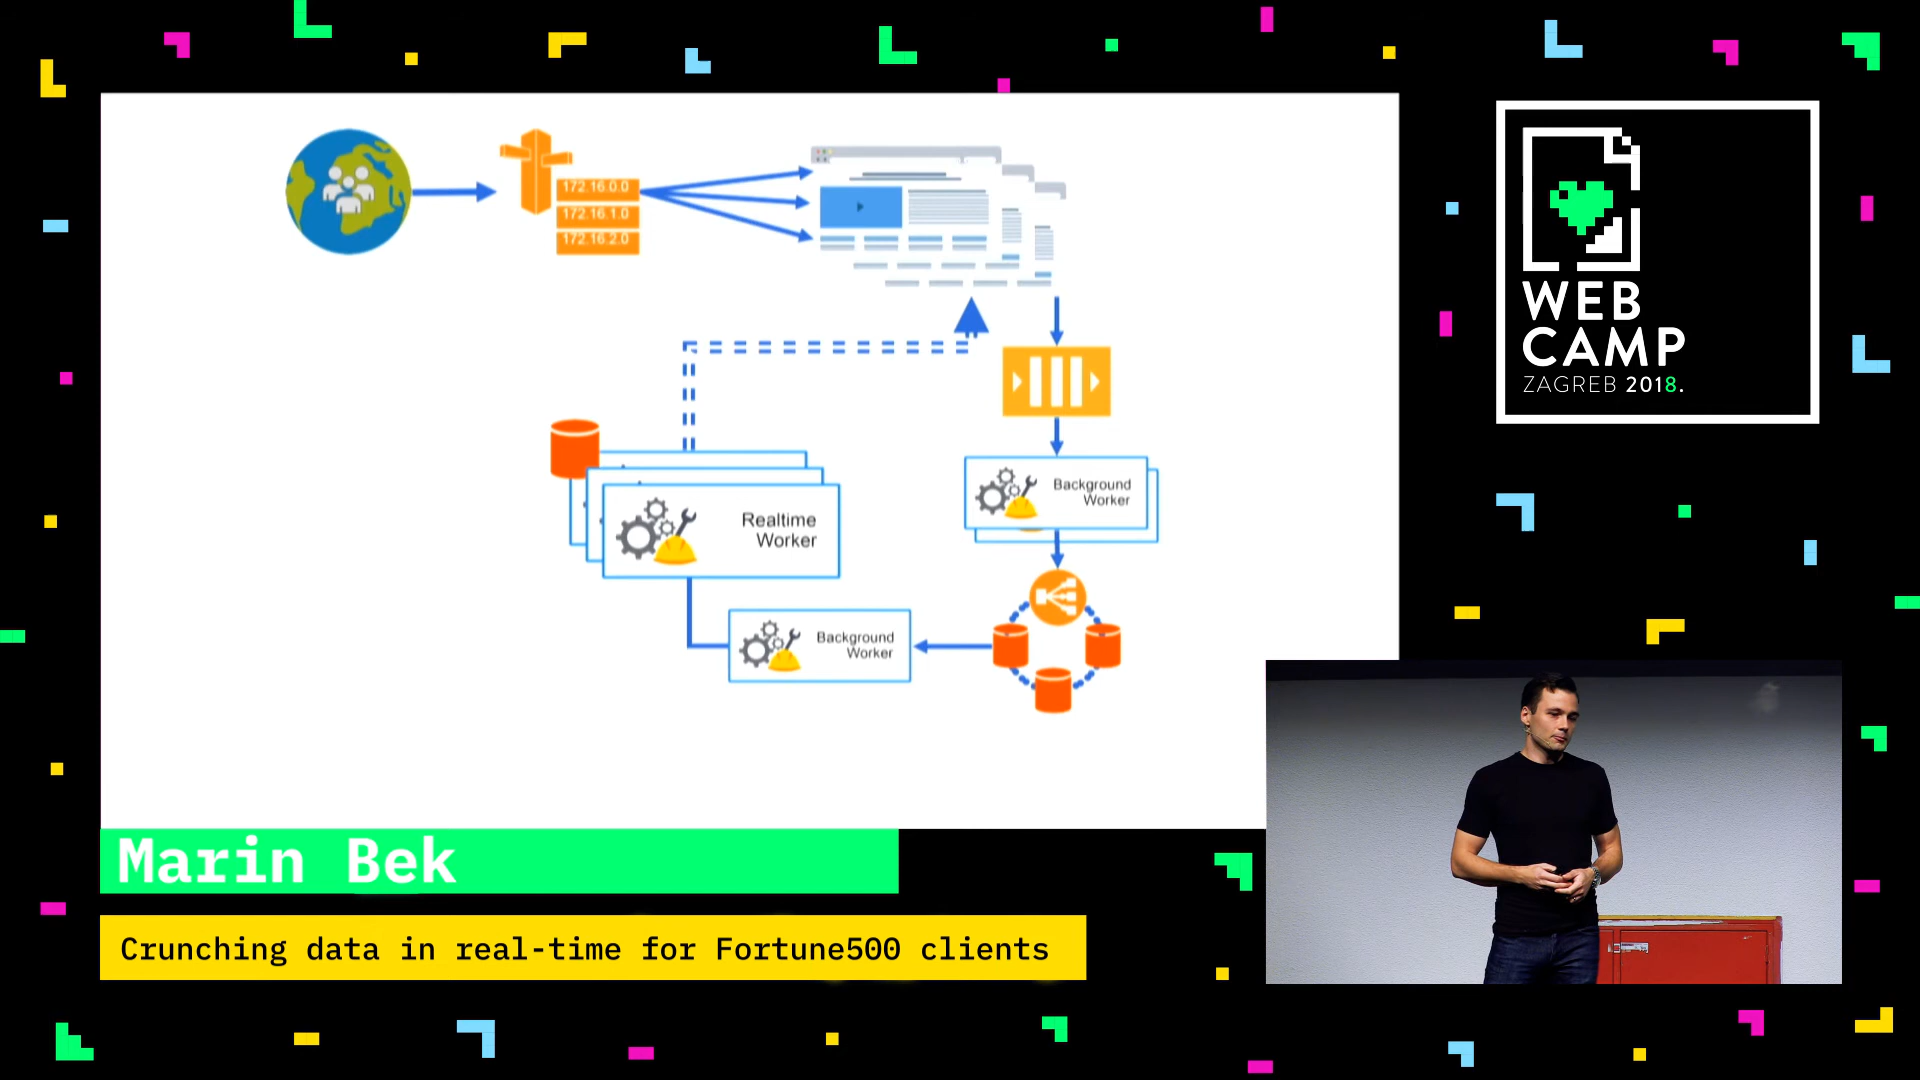 172.16.0.0
172.16.1.0
172.16.2.0
Background
Worker
Realtime
Worker
Background
Worker
WEB
CAMP
ZAGREB 2018.
Marin Bek
Crunching data in real-time for Fortune500 clients